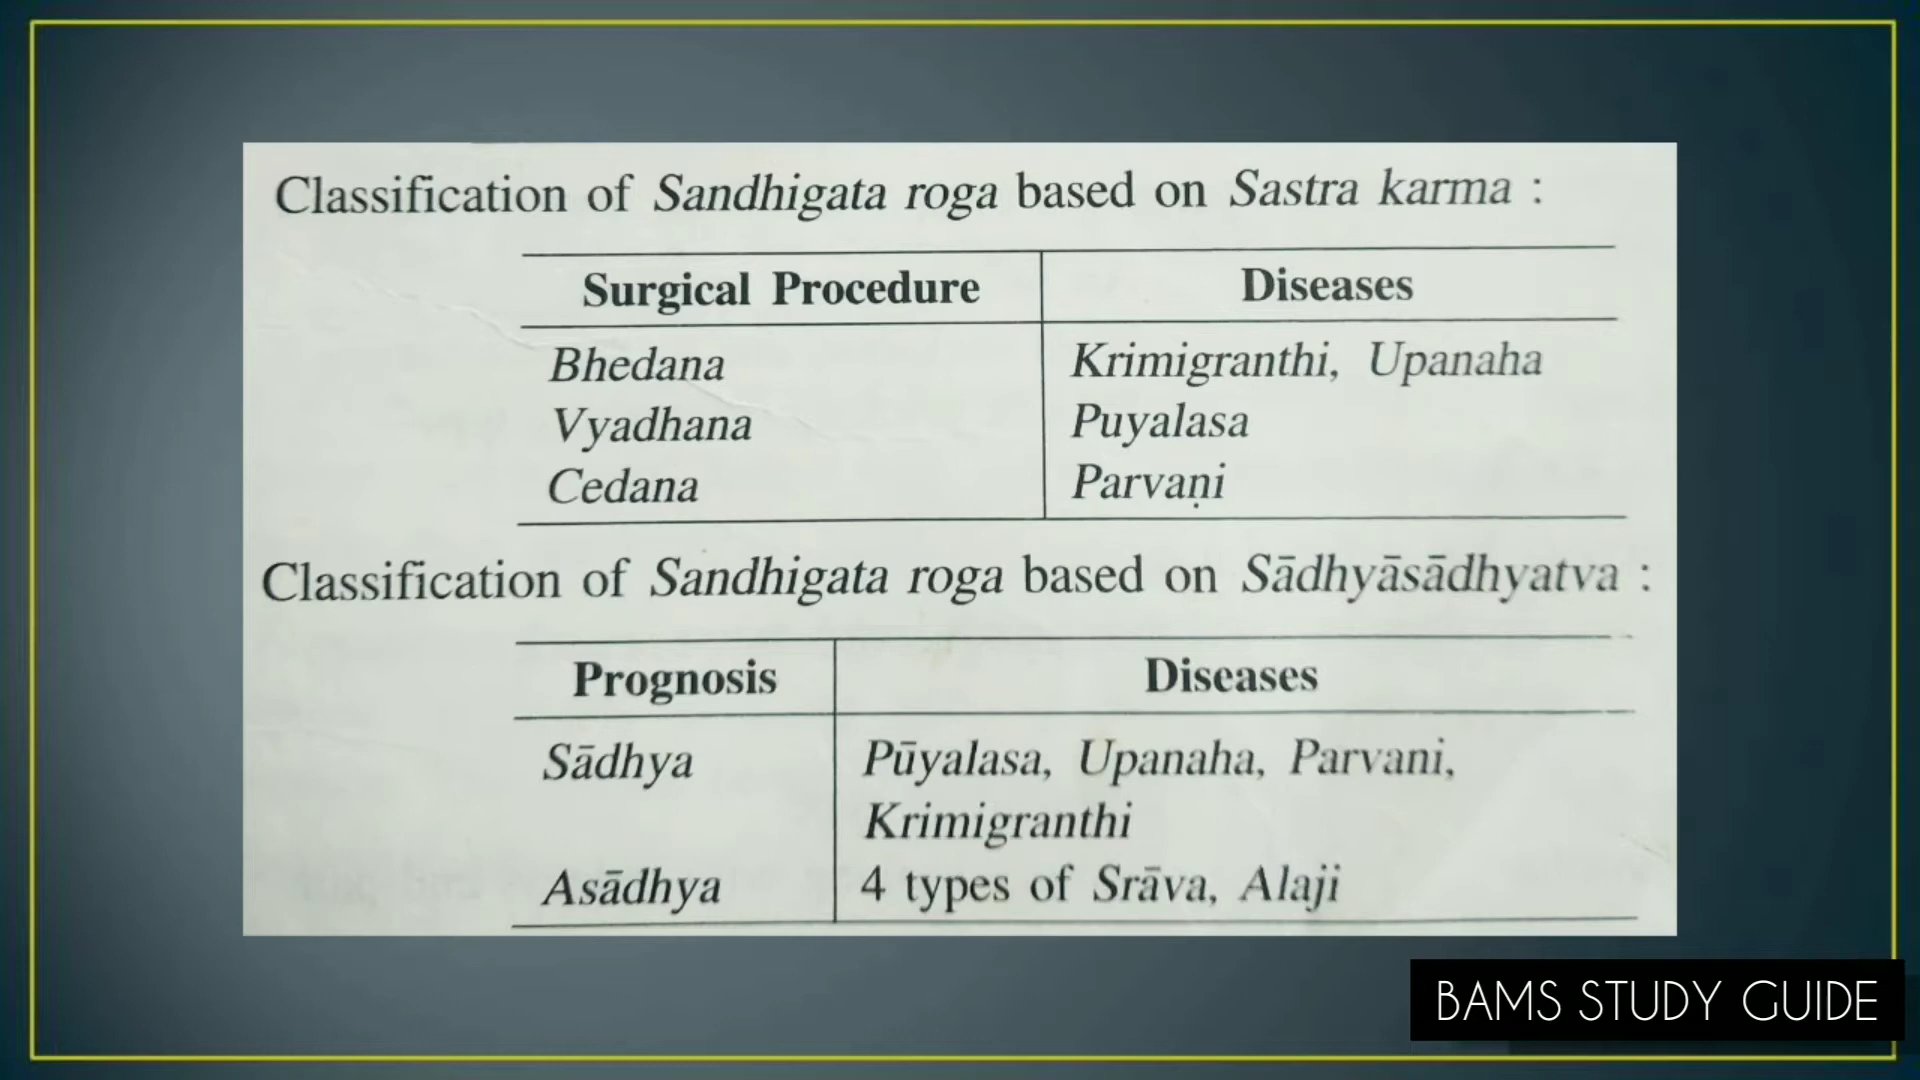 Classification of Sandhigata roga based on Sastra karma :
Surgical Procedure Diseases
Bhedana Krimigranthi, Upanaha
Vyadhana Puyalasa
Cedana Parvaṇi
Classification of Sandhigata roga based on Sādhyāsādhyatva :
Prognosis Diseases
Sādhya Pūyalasa, Upanaha, Parvani,
Krimigranthi
Asādhya 4 types of Srāva, Alaji
BAMS STUDY GUIDE